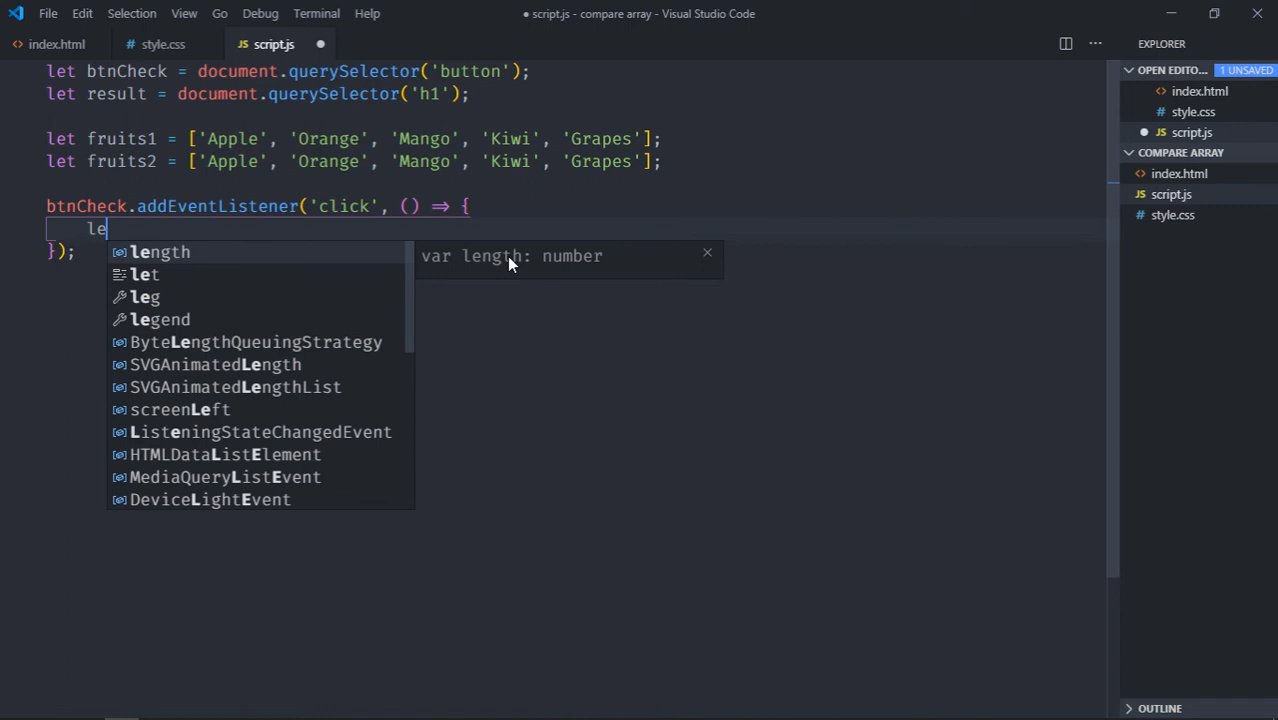 File Edit Selection View Go Debug Terminal Help
● script.js - compare array - Visual Studio Code
index.html style.css JS script.js ●
EXPLORER
let btnCheck = document.querySelector('button');
let result = document.querySelector('h1');
let fruits1 = ['Apple', 'Orange', 'Mango', 'Kiwi', 'Grapes'];
let fruits2 = ['Apple', 'Orange', 'Mango', 'Kiwi', 'Grapes'];
btnCheck.addEventListener('click', () => {
le
});
length
let
leg
legend
ByteLengthQueuingStrategy
SVGAnimatedLength
SVGAnimatedLengthList
screenLeft
ListeningStateChangedEvent
HTMLDataListElement
MediaQueryListEvent
DeviceLightEvent
var length: number
OPEN EDITO... 1 UNSAVED
index.html
style.css
JS script.js
COMPARE ARRAY
index.html
JS script.js
style.css
OUTLINE